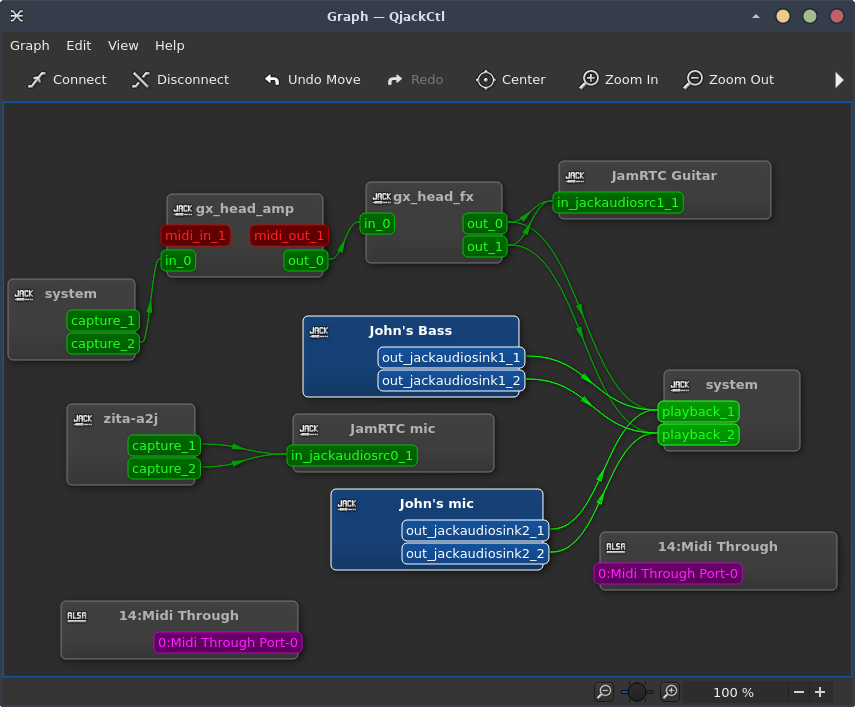 Graph — QjackCtl
Graph Edit View Help
Connect Disconnect Undo Move Redo Center Zoom In Zoom Out
JACK JamRTC Guitar
in_jackaudiosrc1_1
JACK gx_head_fx
in_0 out_0
out_1
JACK gx_head_amp
midi_in_1 midi_out_1
in_0 out_0
JACK system
capture_1
capture_2
JACK John's Bass
out_jackaudiosink1_1
out_jackaudiosink1_2
JACK system
playback_1
playback_2
JACK zita-a2j
capture_1
capture_2
JACK JamRTC mic
in_jackaudiosrc0_1
JACK John's mic
out_jackaudiosink2_1
out_jackaudiosink2_2
ALSA 14:Midi Through
0:Midi Through Port-0
ALSA 14:Midi Through
0:Midi Through Port-0
100 %